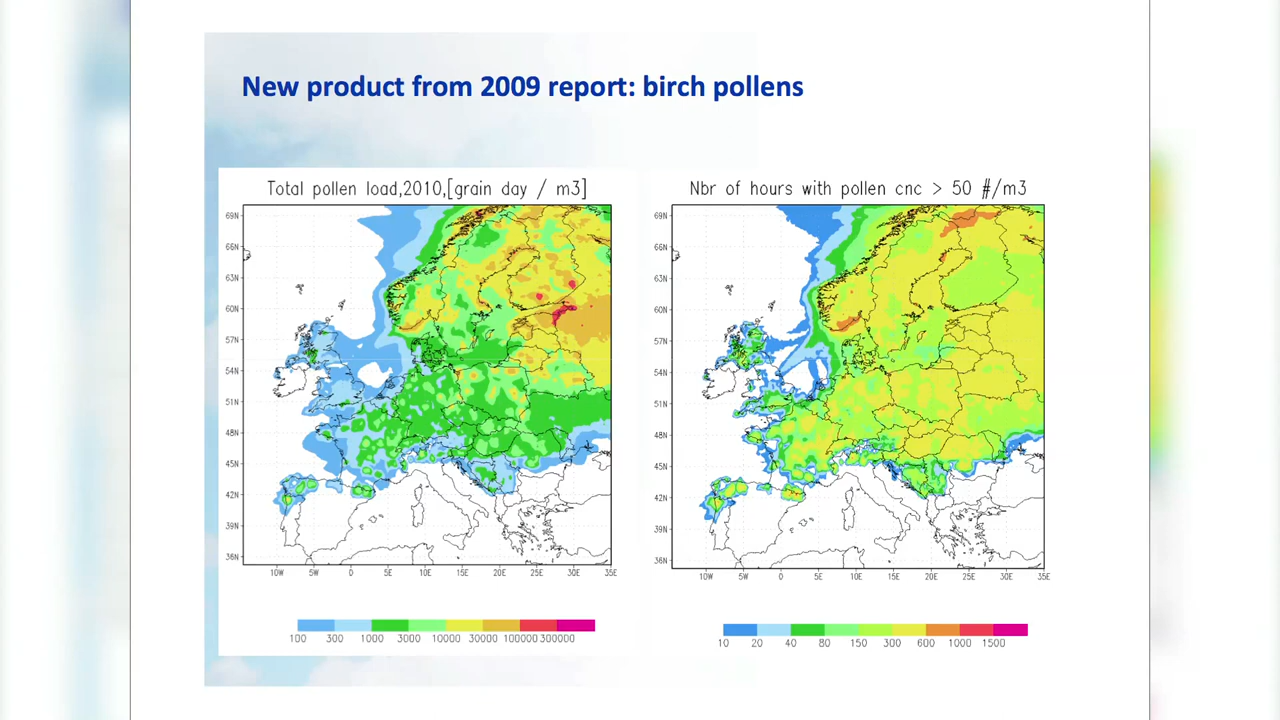 New product from 2009 report: birch pollens
Total pollen load,2010,[grain day / m3]
69N
66N
63N
60N
57N
54N
51N
48N
45N
42N
39N
36N
10W 5W 0 5E 10E 15E 20E 25E 30E 35E
100 300 1000 3000 10000 30000 100000 300000
Nbr of hours with pollen cnc > 50 #/m3
69N
66N
63N
60N
57N
54N
51N
48N
45N
42N
39N
36N
10W 5W 0 5E 10E 15E 20E 25E 30E 35E
10 20 40 80 150 300 600 1000 1500